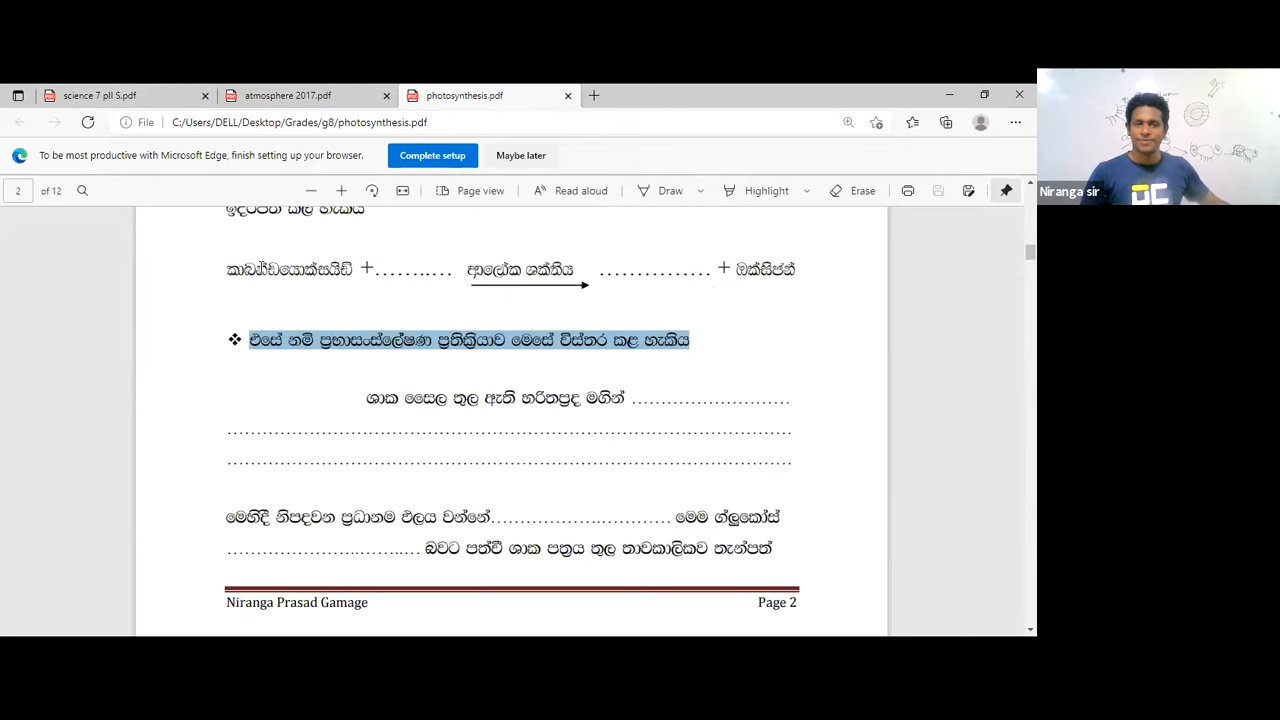 science 7 pII S.pdf
atmosphere 2017.pdf
photosynthesis.pdf
File C:/Users/DELL/Desktop/Grades/g8/photosynthesis.pdf
To be most productive with Microsoft Edge, finish setting up your browser. Complete setup Maybe later
2 of 12 Page view Read aloud Draw Highlight Erase
Niranga sir
ඉදිරිපත් කල හැකිය
කාබන්ඩයොක්සයිඩ් +…….…. ආලෝක ශක්තිය …………… + ඔක්සිජන්
❖ එසේ නම් ප්‍රභාසංස්ලේෂණ ප්‍රතික්‍රියාව මෙසේ විස්තර කළ හැකිය
ශාක සෛල තුල ඇති හරිතප්‍රද මගින් ………………………
……………………………………………………………………………………
……………………………………………………………………………………
මෙහිදී නිපදවන ප්‍රධානම ඵලය වන්නේ……………….………… මෙම ග්ලුකෝස්
…………………..……..… බවට පත්වී ශාක පත්‍රය තුල තාවකාලිකව තැන්පත්
Niranga Prasad Gamage Page 2